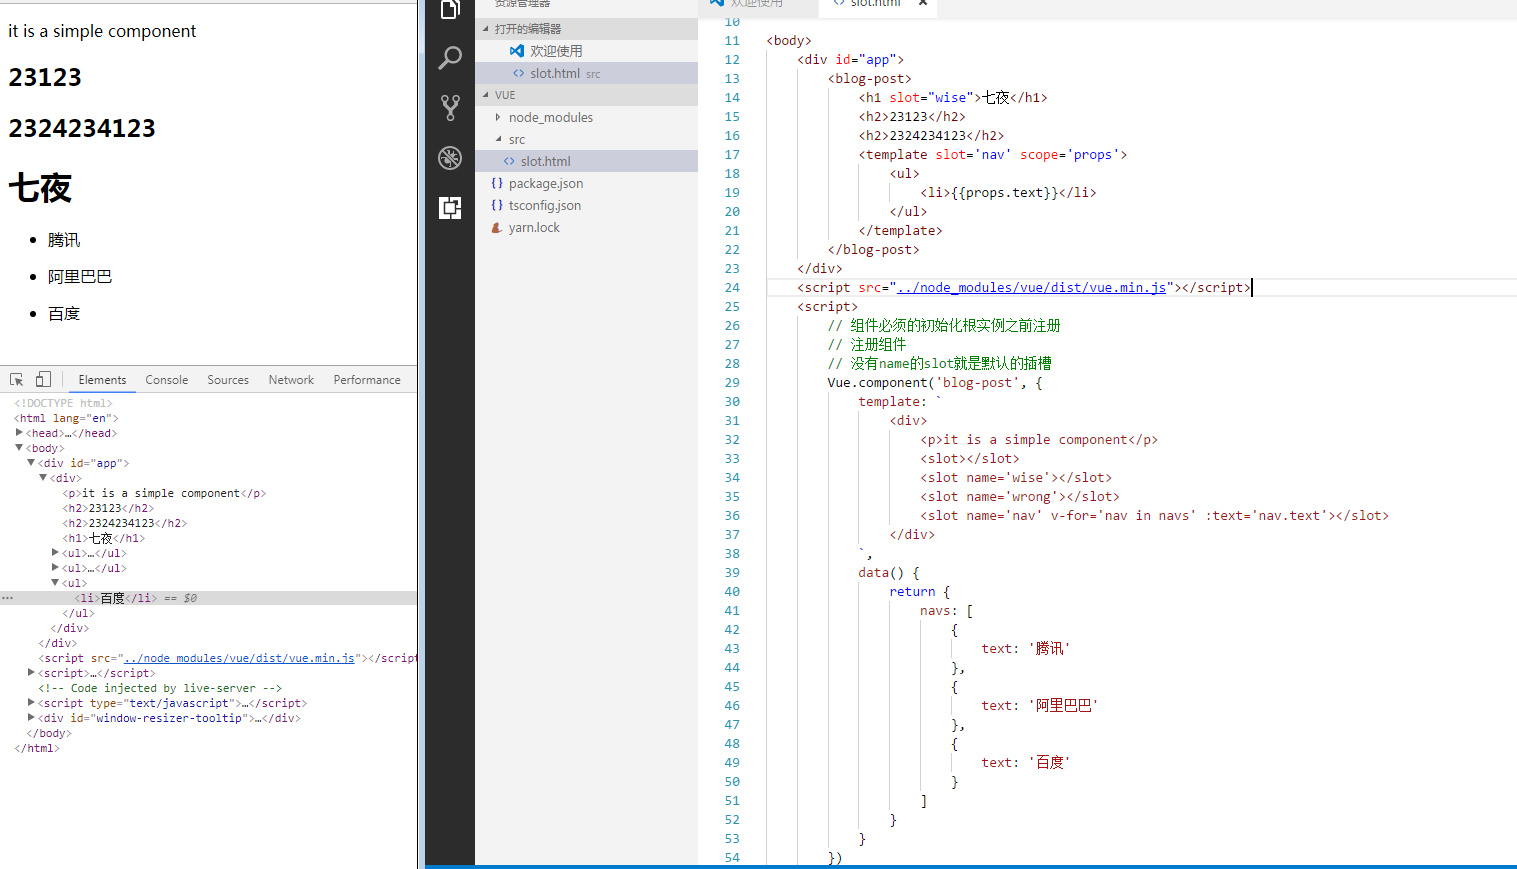 it is a simple component
23123
2324234123
七夜
腾讯
阿里巴巴
百度
Elements Console Sources Network Performance
<!DOCTYPE html>
<html lang="en">
<head>…</head>
<body>
<div id="app">
<div>
<p>it is a simple component</p>
<h2>23123</h2>
<h2>2324234123</h2>
<h1>七夜</h1>
<ul>…</ul>
<ul>…</ul>
<ul>
<li>百度</li> == $0
</ul>
</div>
</div>
<script src="../node_modules/vue/dist/vue.min.js"></script
<script>…</script>
<!-- Code injected by live-server -->
<script type="text/javascript">…</script>
<div id="window-resizer-tooltip">…</div>
</body>
</html>
资源管理器
打开的编辑器
欢迎使用
slot.html src
VUE
node_modules
src
slot.html
package.json
tsconfig.json
yarn.lock
欢迎使用
slot.html
10
11 <body>
12 <div id="app">
13 <blog-post>
14 <h1 slot="wise">七夜</h1>
15 <h2>23123</h2>
16 <h2>2324234123</h2>
17 <template slot='nav' scope='props'>
18 <ul>
19 <li>{{props.text}}</li>
20 </ul>
21 </template>
22 </blog-post>
23 </div>
24 <script src="../node_modules/vue/dist/vue.min.js"></script>
25 <script>
26 // 组件必须的初始化根实例之前注册
27 // 注册组件
28 // 没有name的slot就是默认的插槽
29 Vue.component('blog-post', {
30 template: `
31 <div>
32 <p>it is a simple component</p>
33 <slot></slot>
34 <slot name='wise'></slot>
35 <slot name='wrong'></slot>
36 <slot name='nav' v-for='nav in navs' :text='nav.text'></slot>
37 </div>
38 `,
39 data() {
40 return {
41 navs: [
42 {
43 text: '腾讯'
44 },
45 {
46 text: '阿里巴巴'
47 },
48 {
49 text: '百度'
50 }
51 ]
52 }
53 }
54 })